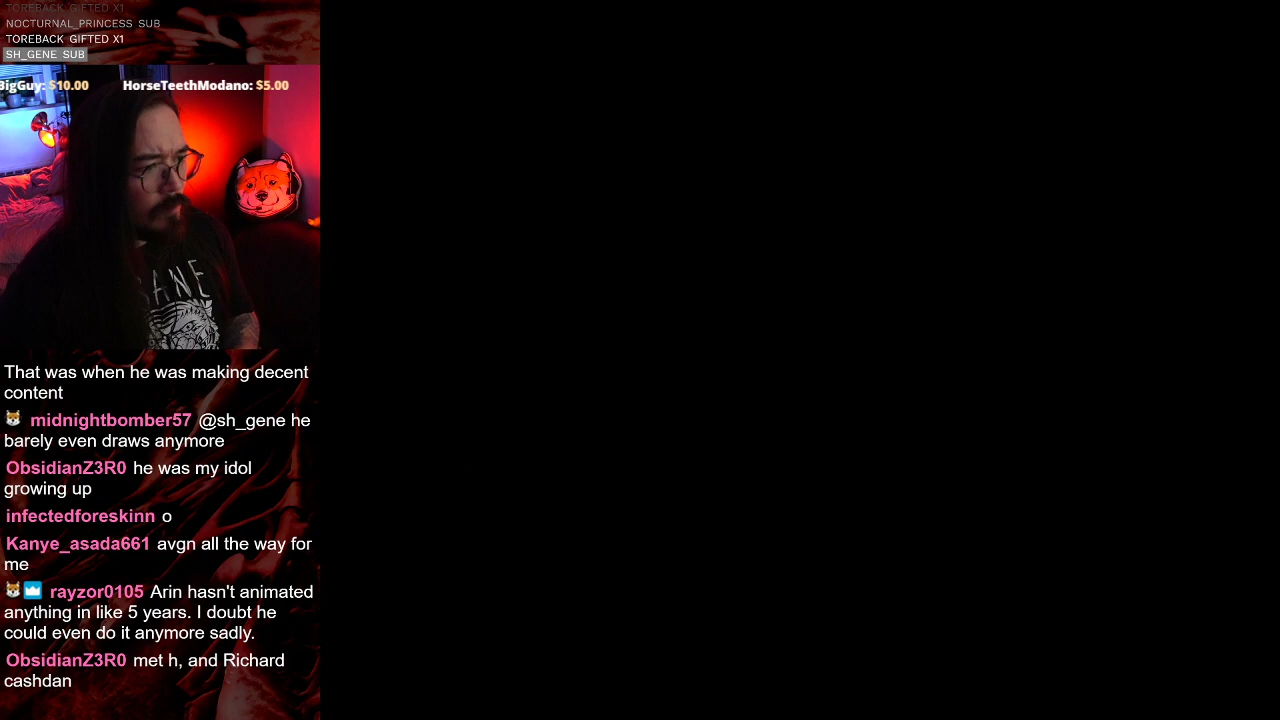 TOREBACK GIFTED X1
NOCTURNAL_PRINCESS SUB
TOREBACK GIFTED X1
SH_GENE SUB
BigGuy: $10.00 HorseTeethModano: $5.00
SANE
That was when he was making decent
content
midnightbomber57 @sh_gene he
barely even draws anymore
ObsidianZ3R0 he was my idol
growing up
infectedforeskinn o
Kanye_asada661 avgn all the way for
me
rayzor0105 Arin hasn't animated
anything in like 5 years. I doubt he
could even do it anymore sadly.
ObsidianZ3R0 met h, and Richard
cashdan